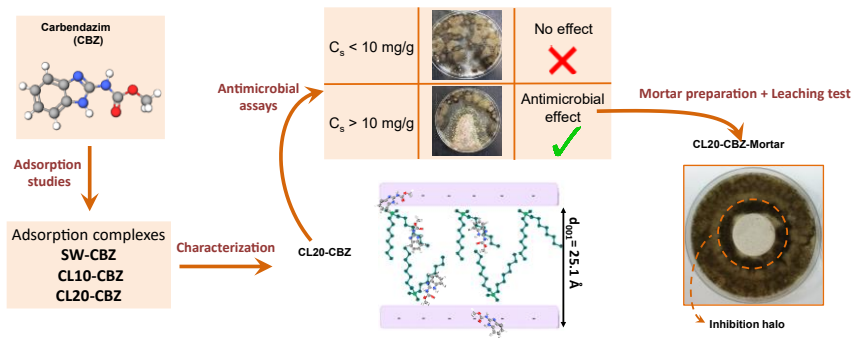 Carbendazim
(CBZ)
Adsorption
studies
Adsorption complexes
SW-CBZ
CL10-CBZ
CL20-CBZ
Characterization
CL20-CBZ
Antimicrobial
assays
Cs < 10 mg/g
No effect
Cs > 10 mg/g
Antimicrobial
effect
d001 = 25.1 Å
Mortar preparation + Leaching test
CL20-CBZ-Mortar
Inhibition halo